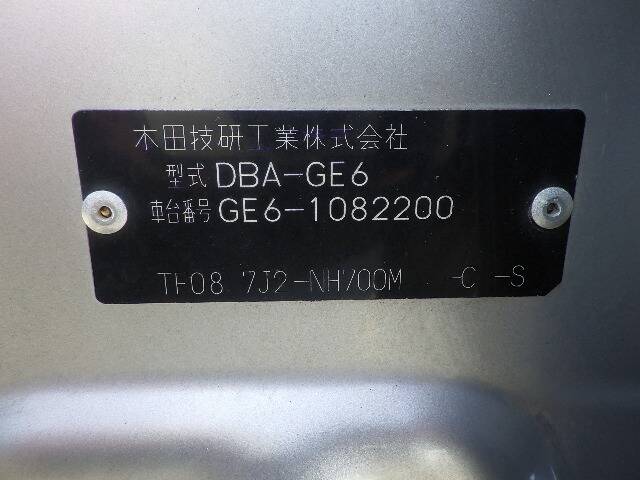 本田技研工業株式会社
型式 DBA-GE6
車台番号 GE6-1082200
7J2-NH700M -C -S